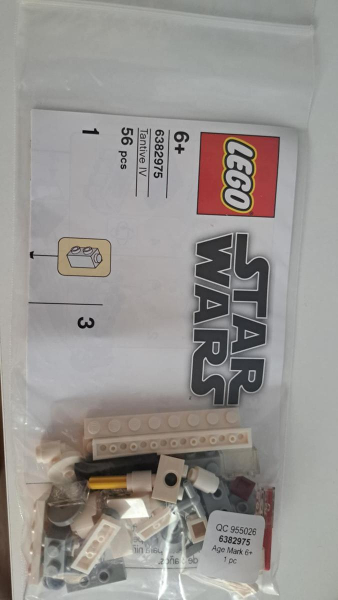 LEGO
STAR
WARS
6+
6382975
Tantive IV
56 pcs
1
3
QC 955026
6382975
Age Mark 6+
1 pc